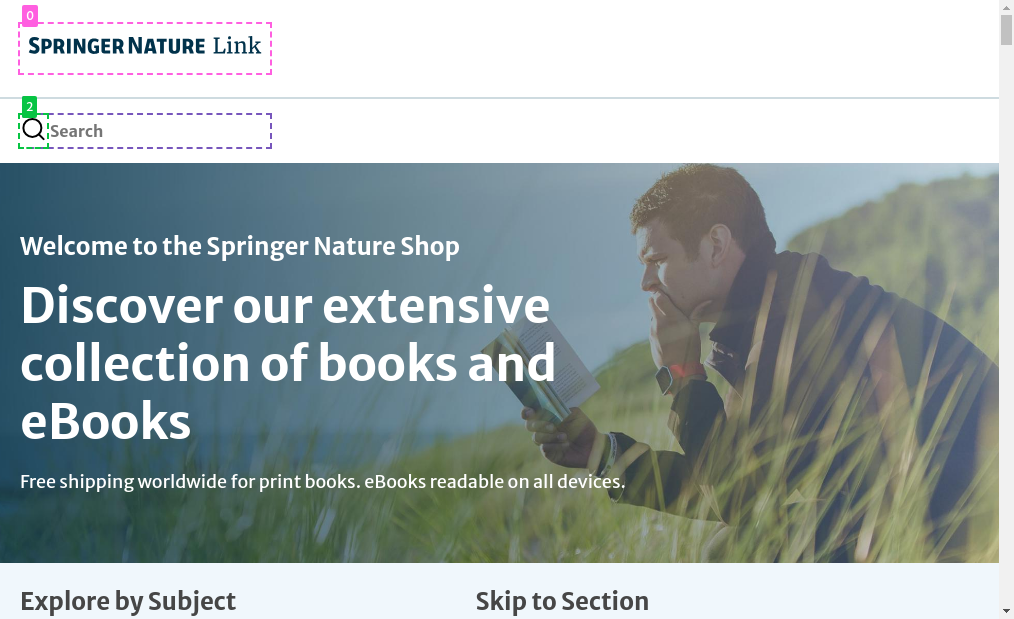 0
SPRINGER NATURE Link
2
Search
Welcome to the Springer Nature Shop
Discover our extensive
collection of books and
eBooks
Free shipping worldwide for print books. eBooks readable on all devices.
Explore by Subject
Skip to Section